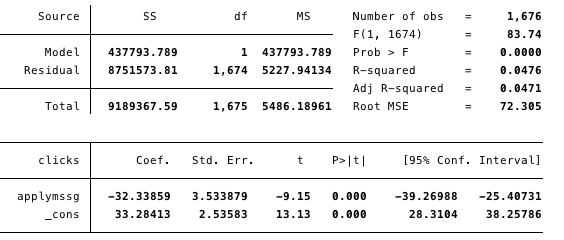 Source SS df MS Number of obs = 1,676
F(1, 1674) = 83.74
Model 437793.789 1 437793.789 Prob > F = 0.0000
Residual 8751573.81 1,674 5227.94134 R-squared = 0.0476
Adj R-squared = 0.0471
Total 9189367.59 1,675 5486.18961 Root MSE = 72.305
clicks Coef. Std. Err. t P>|t| [95% Conf. Interval]
applymssg -32.33859 3.533879 -9.15 0.000 -39.26988 -25.40731
_cons 33.28413 2.53583 13.13 0.000 28.3104 38.25786